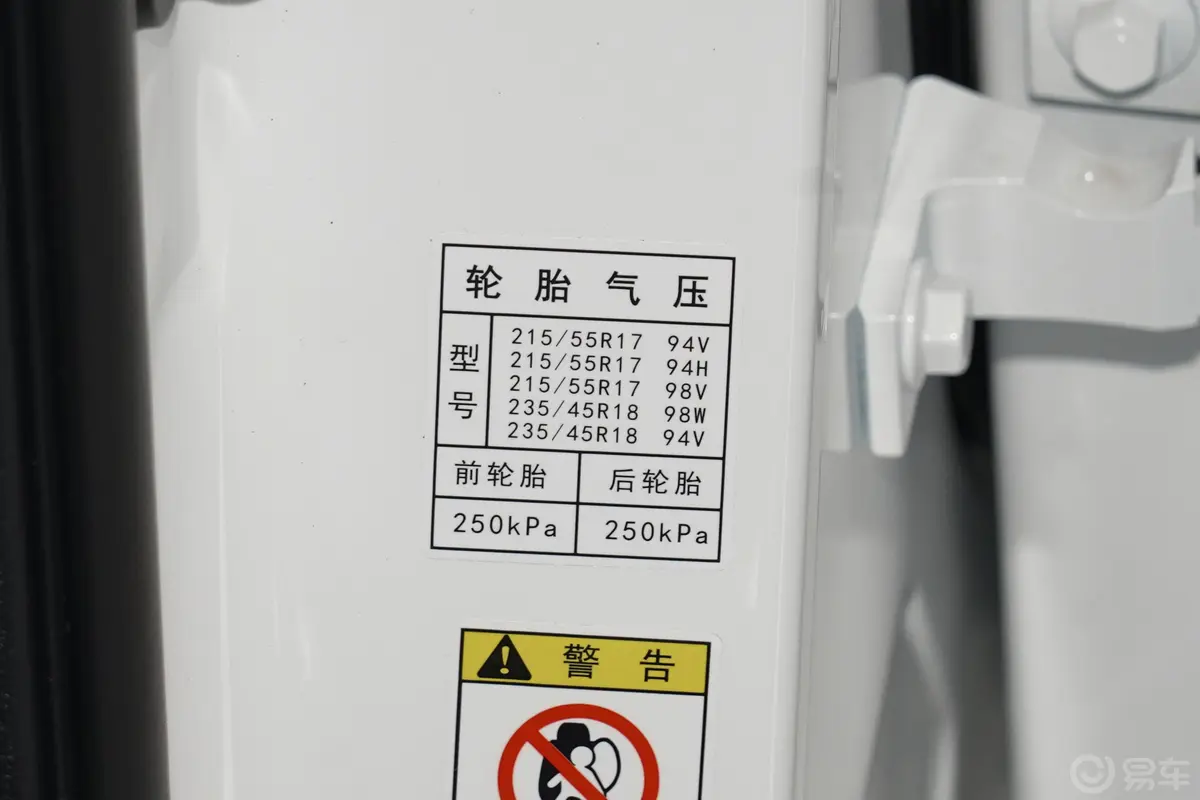 轮胎气压
型号
215/55R17 94V
215/55R17 94H
215/55R17 98V
235/45R18 98W
235/45R18 94V
前轮胎 后轮胎
250kPa 250kPa
警告
易车